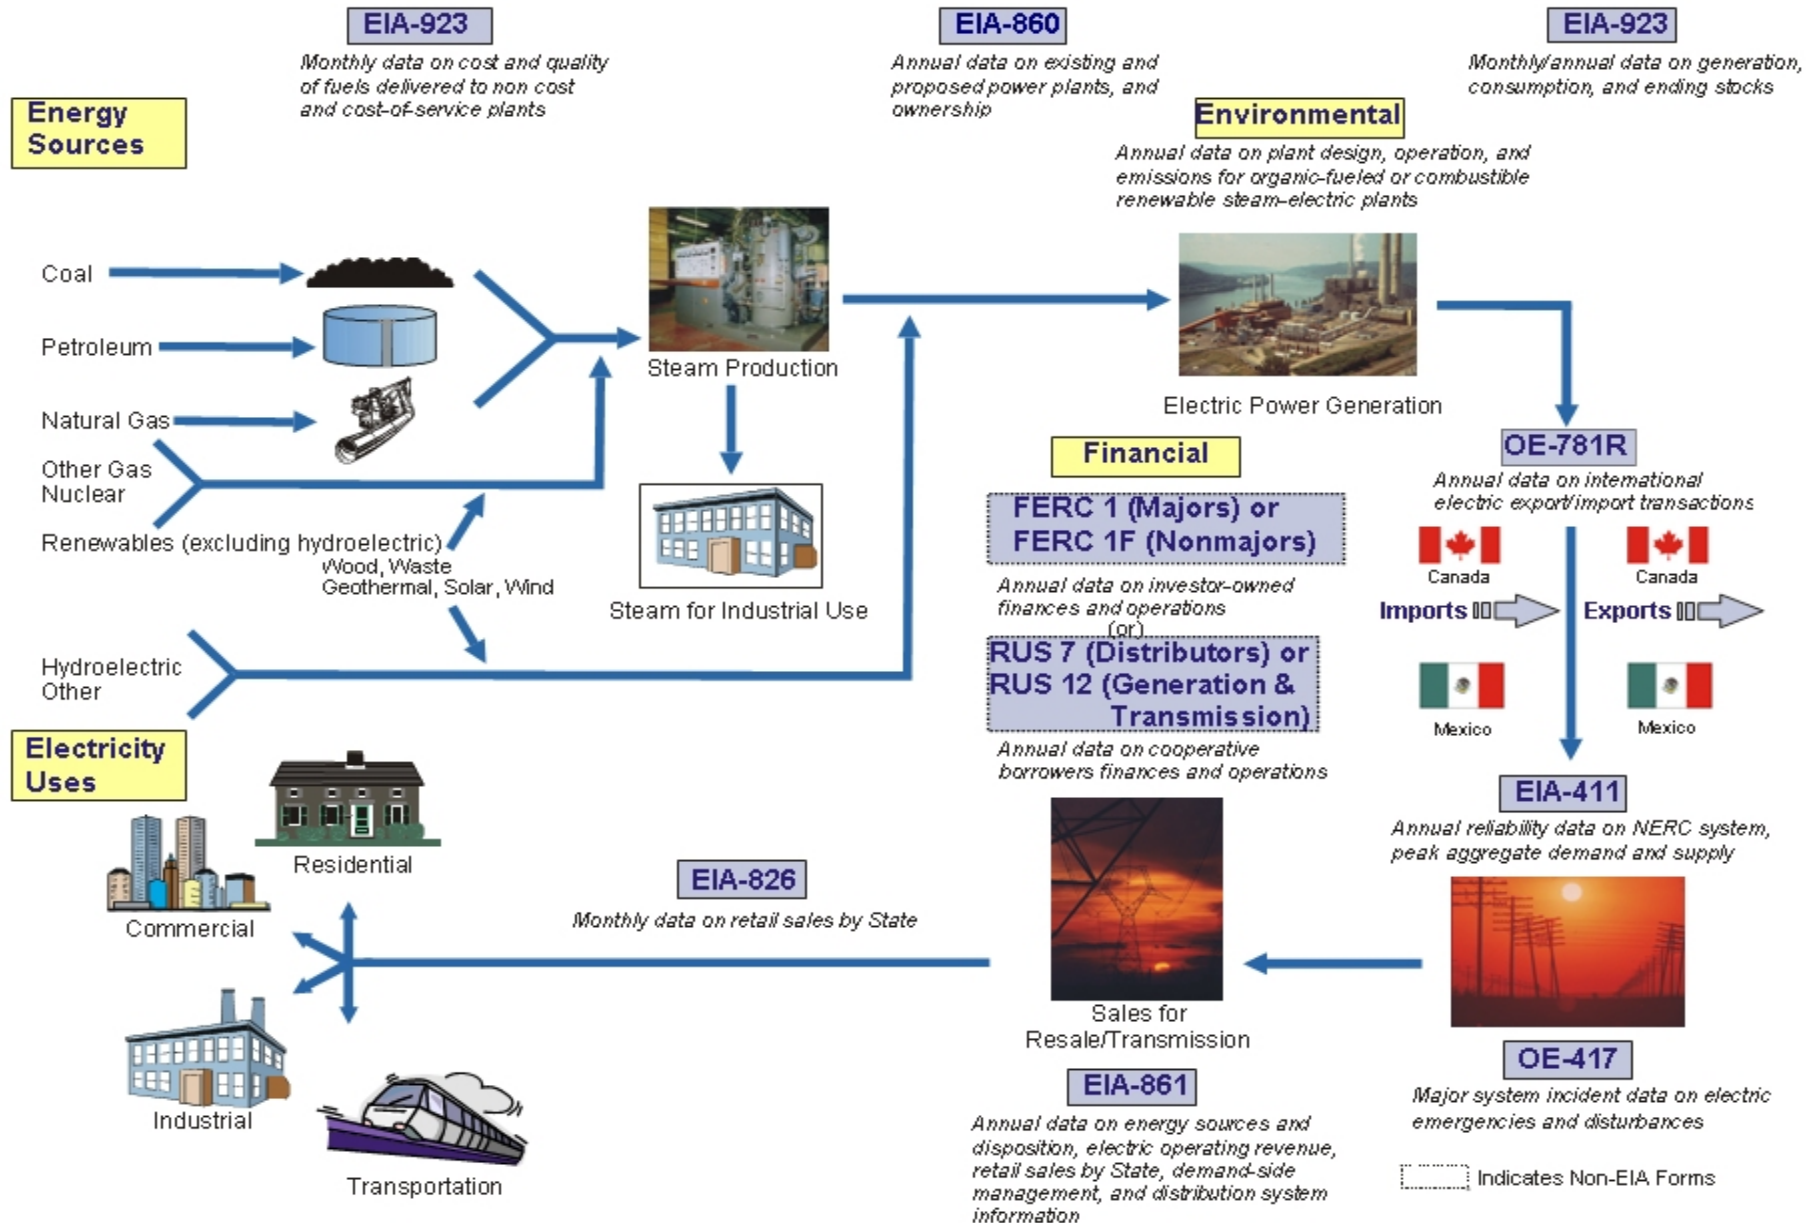 EIA-923
Monthly data on cost and quality
of fuels delivered to non cost
and cost-of-service plants
EIA-860
Annual data on existing and
proposed power plants, and
ownership
EIA-923
Monthly/annual data on generation,
consumption, and ending stocks
Energy
Sources
Environmental
Annual data on plant design, operation, and
emissions for organic-fueled or combustible
renewable steam-electric plants
Coal
Petroleum
Natural Gas
Other Gas
Nuclear
Renewables (excluding hydroelectric)
Wood, Waste
Geothermal, Solar, Wind
Hydroelectric
Other
Steam Production
Steam for Industrial Use
Electric Power Generation
Financial
FERC 1 (Majors) or
FERC 1F (Nonmajors)
Annual data on investor-owned
finances and operations
(or)
RUS 7 (Distributors) or
RUS 12 (Generation &
Transmission)
Annual data on cooperative
borrowers finances and operations
OE-781R
Annual data on international
electric export/import transactions
Canada
Canada
Imports
Exports
Mexico
Mexico
EIA-411
Annual reliability data on NERC system,
peak aggregate demand and supply
OE-417
Major system incident data on electric
emergencies and disturbances
Indicates Non-EIA Forms
Sales for
Resale/Transmission
EIA-861
Annual data on energy sources and
disposition, electric operating revenue,
retail sales by State, demand-side
management, and distribution system
information
EIA-826
Monthly data on retail sales by State
Electricity
Uses
Residential
Commercial
Industrial
Transportation